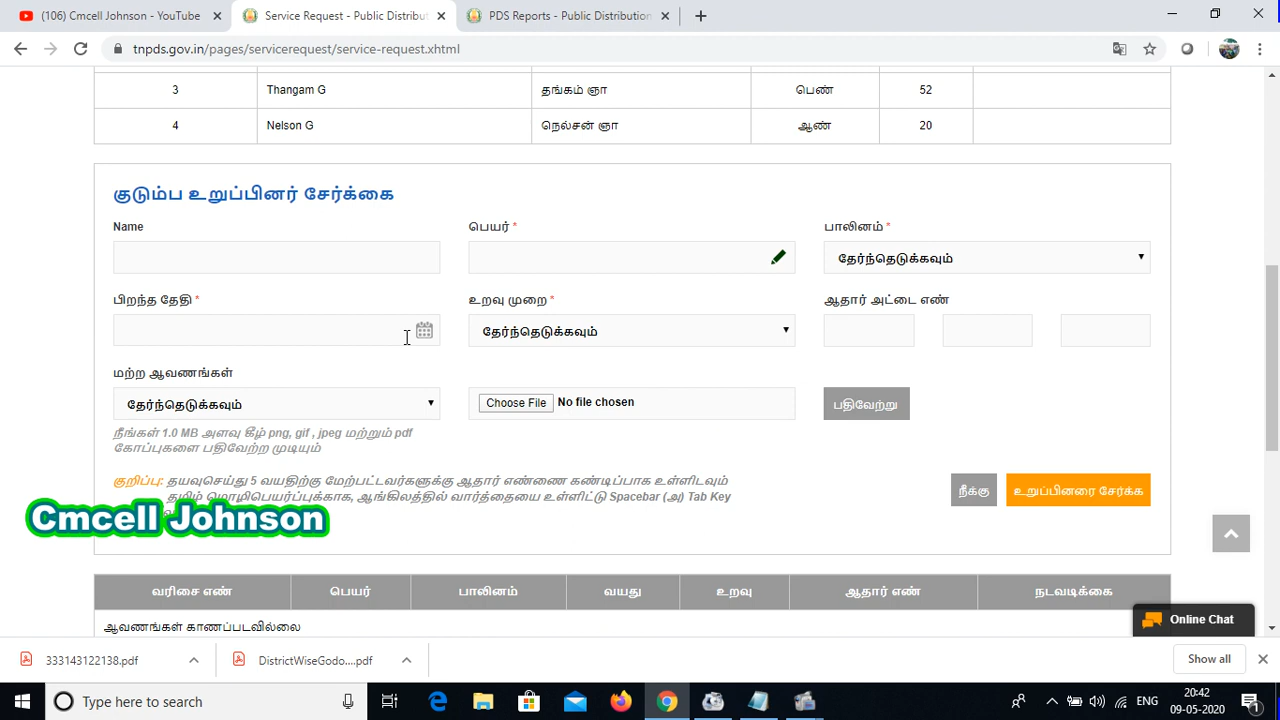 (106) Cmcell Johnson - YouTube
Service Request - Public Distribut
PDS Reports - Public Distribution
tnpds.gov.in/pages/servicerequest/service-request.xhtml
3 Thangam G தங்கம் ஞா பெண் 52
4 Nelson G நெல்சன் ஞா ஆண் 20
குடும்ப உறுப்பினர் சேர்க்கை
Name பெயர் * பாலினம் *
தேர்ந்தெடுக்கவும்
பிறந்த தேதி * உறவு முறை * ஆதார் அட்டை எண்
தேர்ந்தெடுக்கவும்
மற்ற ஆவணங்கள்
தேர்ந்தெடுக்கவும் Choose File No file chosen பதிவேற்று
நீங்கள் 1.0 MB அளவு கீழ் png, gif , jpeg மற்றும் pdf
கோப்புகளை பதிவேற்ற முடியும்
குறிப்பு: தயவுசெய்து 5 வயதிற்கு மேற்பட்டவர்களுக்கு ஆதார் எண்ணை கண்டிப்பாக உள்ளிடவும்
தமிழ் மொழிபெயர்ப்புக்காக, ஆங்கிலத்தில் வார்த்தையை உள்ளிட்டு Spacebar (அ) Tab Key
நீக்கு உறுப்பினரை சேர்க்க
Cmcell Johnson
வரிசை எண் பெயர் பாலினம் வயது உறவு ஆதார் எண் நடவடிக்கை
ஆவணங்கள் காணப்படவில்லை
Online Chat
333143122138.pdf DistrictWiseGodo....pdf Show all
Type here to search
ENG
20:42
09-05-2020
1